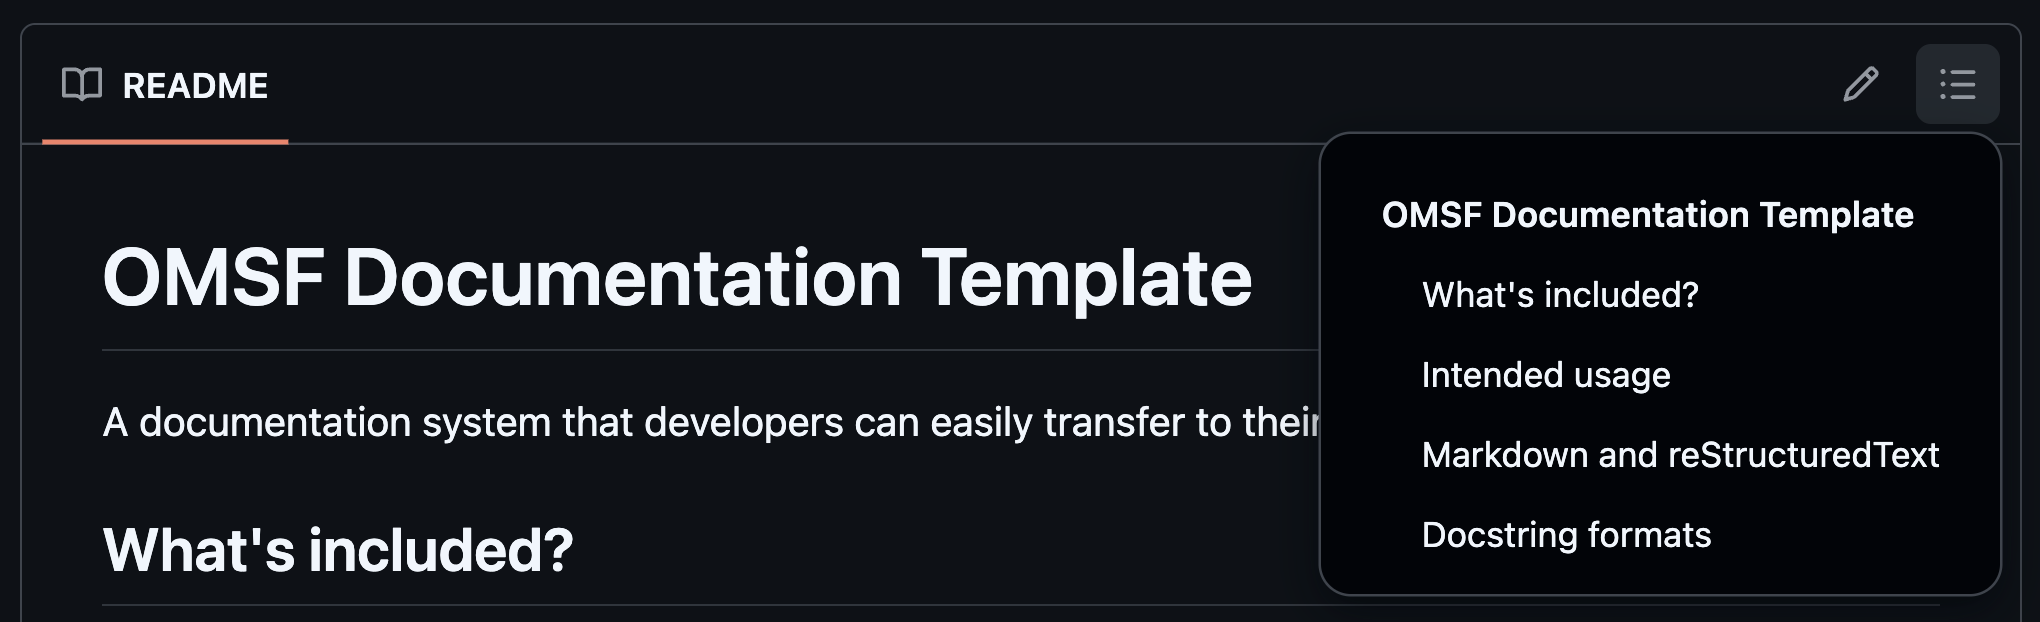 README
OMSF Documentation Template
A documentation system that developers can easily transfer to their
What's included?
OMSF Documentation Template
What's included?
Intended usage
Markdown and reStructuredText
Docstring formats